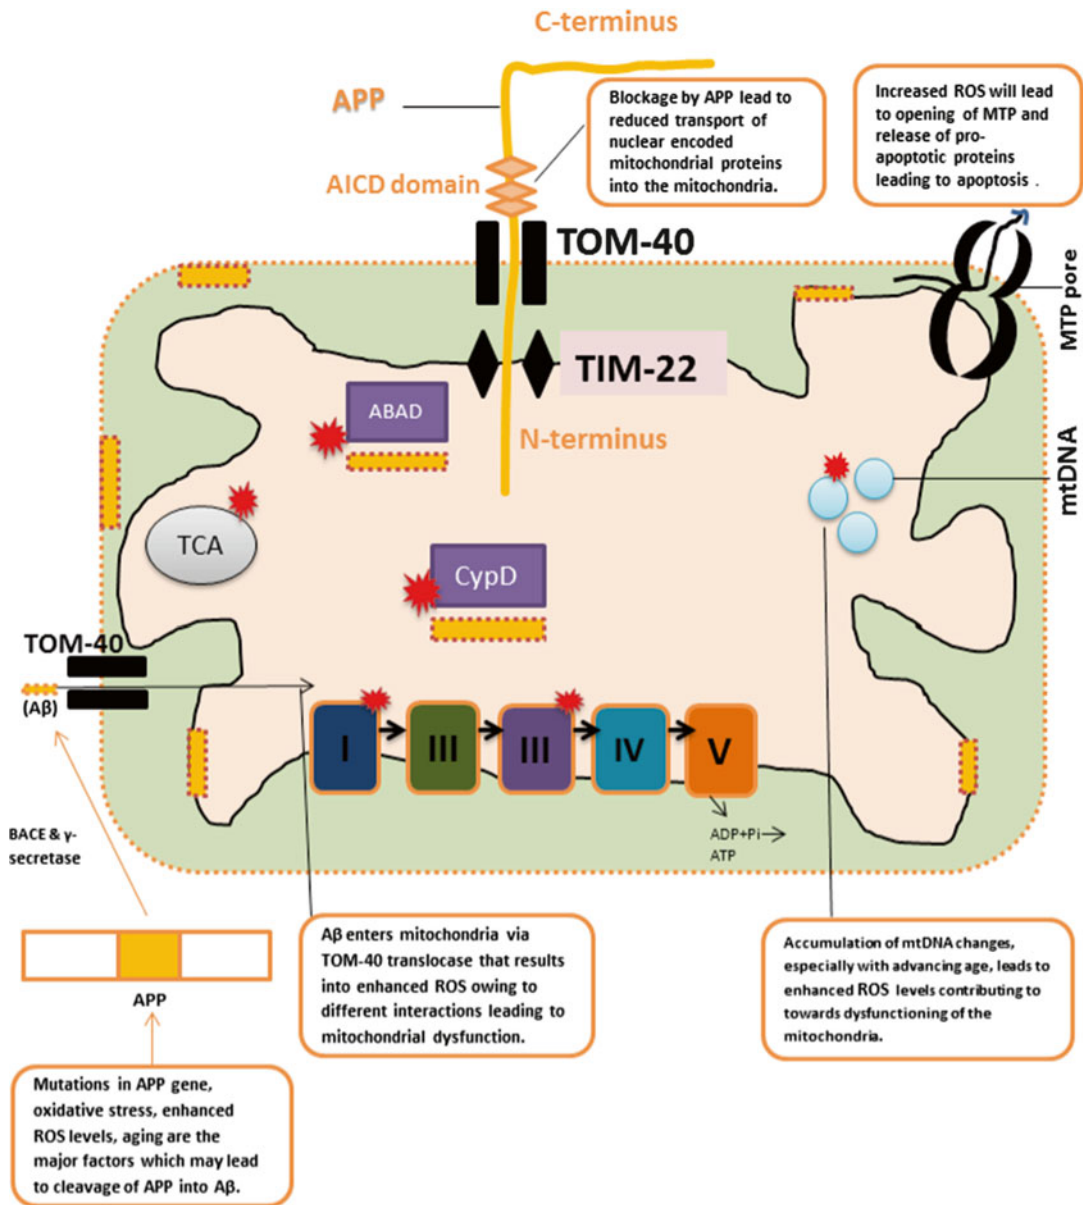 C-terminus
APP
AICD domain
Blockage by APP lead to
reduced transport of
nuclear encoded
mitochondrial proteins
into the mitochondria.
Increased ROS will lead
to opening of MTP and
release of pro-
apoptotic proteins
leading to apoptosis .
TOM-40
MTP pore
TIM-22
ABAD
N-terminus
mtDNA
TCA
CypD
TOM-40
(Aβ)
I
III
III
IV
V
ADP+Pi
ATP
BACE & γ-
secretase
APP
Aβ enters mitochondria via
TOM-40 translocase that results
into enhanced ROS owing to
different interactions leading to
mitochondrial dysfunction.
Accumulation of mtDNA changes,
especially with advancing age, leads to
enhanced ROS levels contributing to
towards dysfunctioning of the
mitochondria.
Mutations in APP gene,
oxidative stress, enhanced
ROS levels, aging are the
major factors which may lead
to cleavage of APP into Aβ.